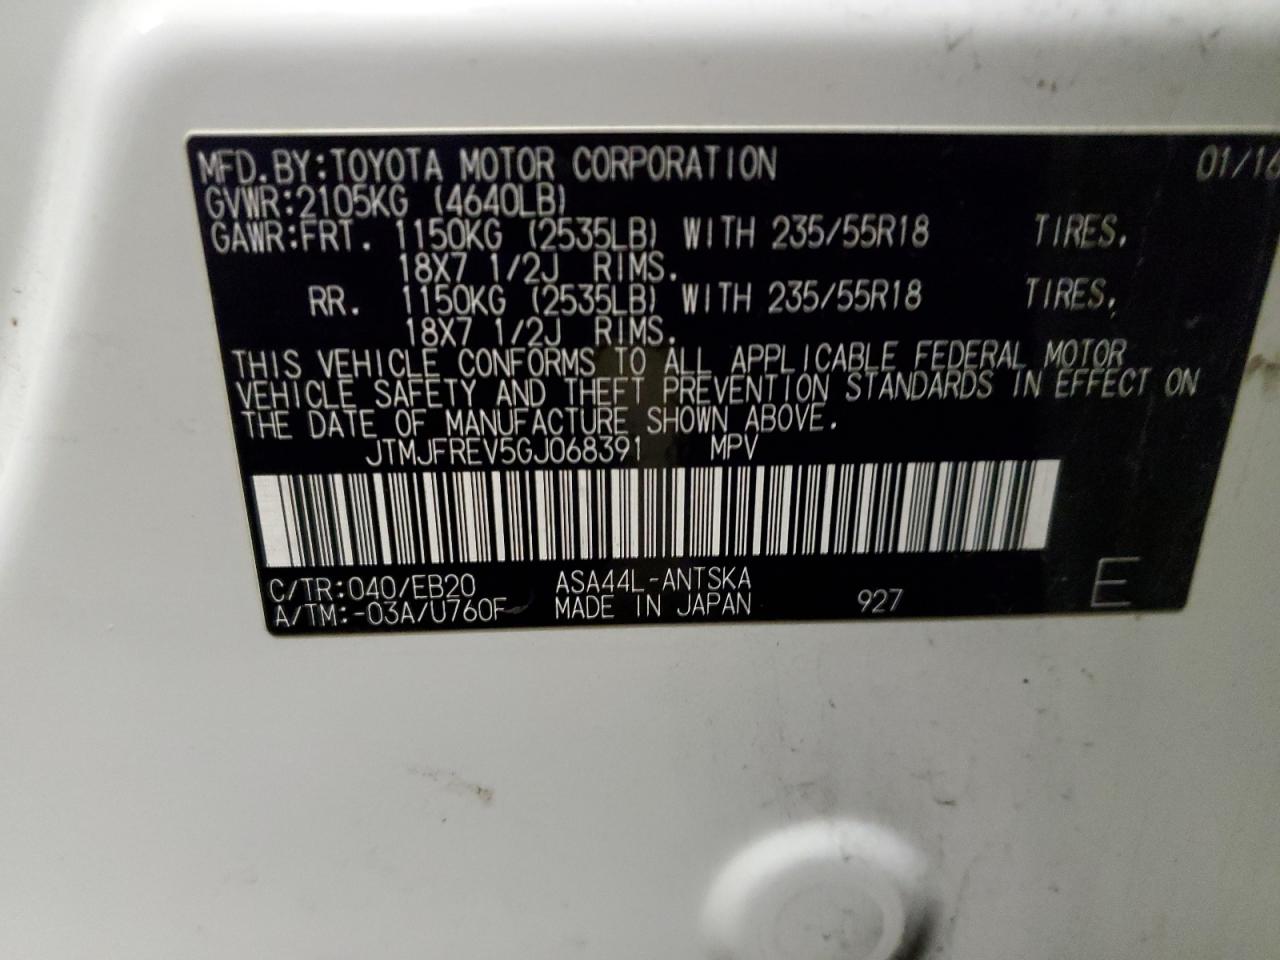 MFD. BY: TOYOTA MOTOR CORPORATION 01/16
GVWR: 2105KG (4640LB)
GAWR: FRT. 1150KG (2535LB) WITH 235/55R18 TIRES,
18X7 1/2J RIMS.
RR. 1150KG (2535LB) WITH 235/55R18 TIRES,
18X7 1/2J RIMS.
THIS VEHICLE CONFORMS TO ALL APPLICABLE FEDERAL MOTOR
VEHICLE SAFETY AND THEFT PREVENTION STANDARDS IN EFFECT ON
THE DATE OF MANUFACTURE SHOWN ABOVE.
JTMJFREV5GJ068391 MPV
C/TR: 040/EB20 ASA44L-ANTSKA
A/TM: -03A/U760F MADE IN JAPAN 927 E